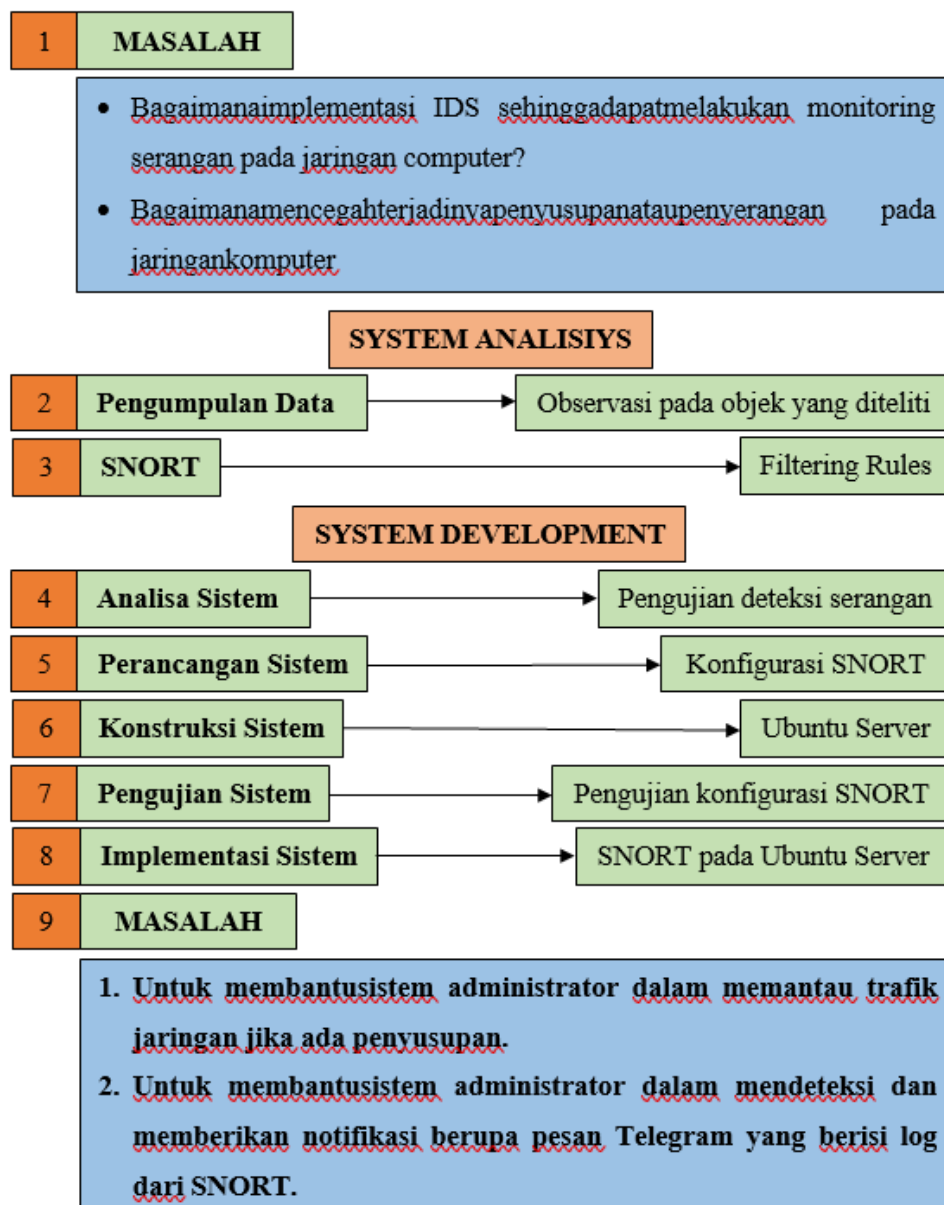 1 MASALAH
• Bagaimanaimplementasi IDS sehinggadapatmelakukan monitoring
serangan pada jaringan computer?
• Bagaimanamencegahterjadinyapenyusupanataupenyerangan pada
jaringankomputer
SYSTEM ANALISIYS
2 Pengumpulan Data Observasi pada objek yang diteliti
3 SNORT Filtering Rules
SYSTEM DEVELOPMENT
4 Analisa Sistem Pengujian deteksi serangan
5 Perancangan Sistem Konfigurasi SNORT
6 Konstruksi Sistem Ubuntu Server
7 Pengujian Sistem Pengujian konfigurasi SNORT
8 Implementasi Sistem SNORT pada Ubuntu Server
9 MASALAH
1. Untuk membantusistem administrator dalam memantau trafik
jaringan jika ada penyusupan.
2. Untuk membantusistem administrator dalam mendeteksi dan
memberikan notifikasi berupa pesan Telegram yang berisi log
dari SNORT.